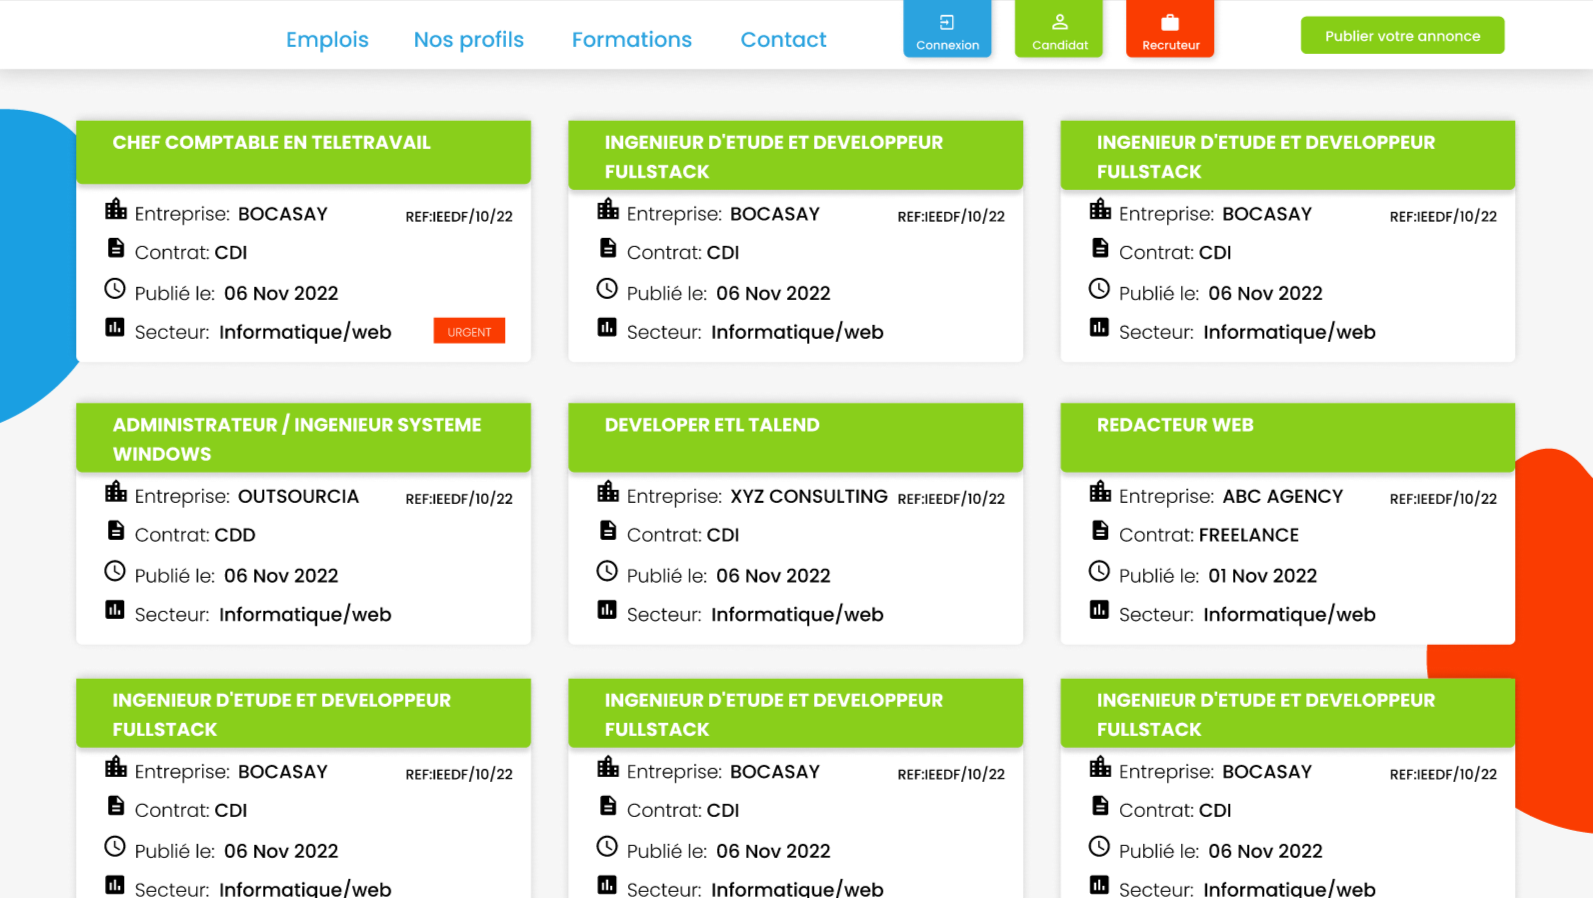 Emplois Nos profils Formations Contact Connexion Candidat Recruteur Publier votre annonce
CHEF COMPTABLE EN TELETRAVAIL
Entreprise: BOCASAY REF:IEEDF/10/22
Contrat: CDI
Publié le: 06 Nov 2022
Secteur: Informatique/web URGENT
INGENIEUR D'ETUDE ET DEVELOPPEUR
FULLSTACK
Entreprise: BOCASAY REF:IEEDF/10/22
Contrat: CDI
Publié le: 06 Nov 2022
Secteur: Informatique/web
INGENIEUR D'ETUDE ET DEVELOPPEUR
FULLSTACK
Entreprise: BOCASAY REF:IEEDF/10/22
Contrat: CDI
Publié le: 06 Nov 2022
Secteur: Informatique/web
ADMINISTRATEUR / INGENIEUR SYSTEME
WINDOWS
Entreprise: OUTSOURCIA REF:IEEDF/10/22
Contrat: CDD
Publié le: 06 Nov 2022
Secteur: Informatique/web
DEVELOPER ETL TALEND
Entreprise: XYZ CONSULTING REF:IEEDF/10/22
Contrat: CDI
Publié le: 06 Nov 2022
Secteur: Informatique/web
REDACTEUR WEB
Entreprise: ABC AGENCY REF:IEEDF/10/22
Contrat: FREELANCE
Publié le: 01 Nov 2022
Secteur: Informatique/web
INGENIEUR D'ETUDE ET DEVELOPPEUR
FULLSTACK
Entreprise: BOCASAY REF:IEEDF/10/22
Contrat: CDI
Publié le: 06 Nov 2022
Secteur: Informatique/web
INGENIEUR D'ETUDE ET DEVELOPPEUR
FULLSTACK
Entreprise: BOCASAY REF:IEEDF/10/22
Contrat: CDI
Publié le: 06 Nov 2022
Secteur: Informatique/web
INGENIEUR D'ETUDE ET DEVELOPPEUR
FULLSTACK
Entreprise: BOCASAY REF:IEEDF/10/22
Contrat: CDI
Publié le: 06 Nov 2022
Secteur: Informatique/web